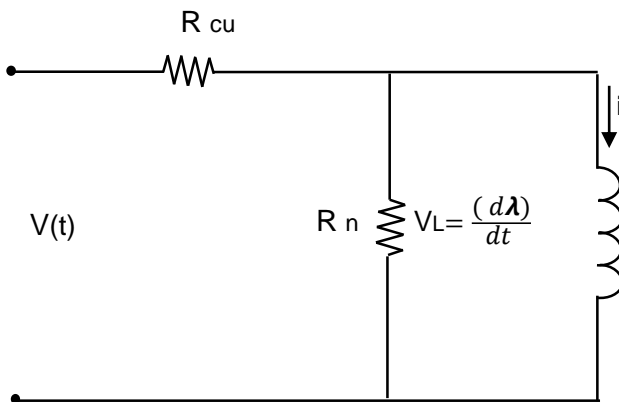 R cu
i
V(t)
R n
VL= (d𝝀)/dt